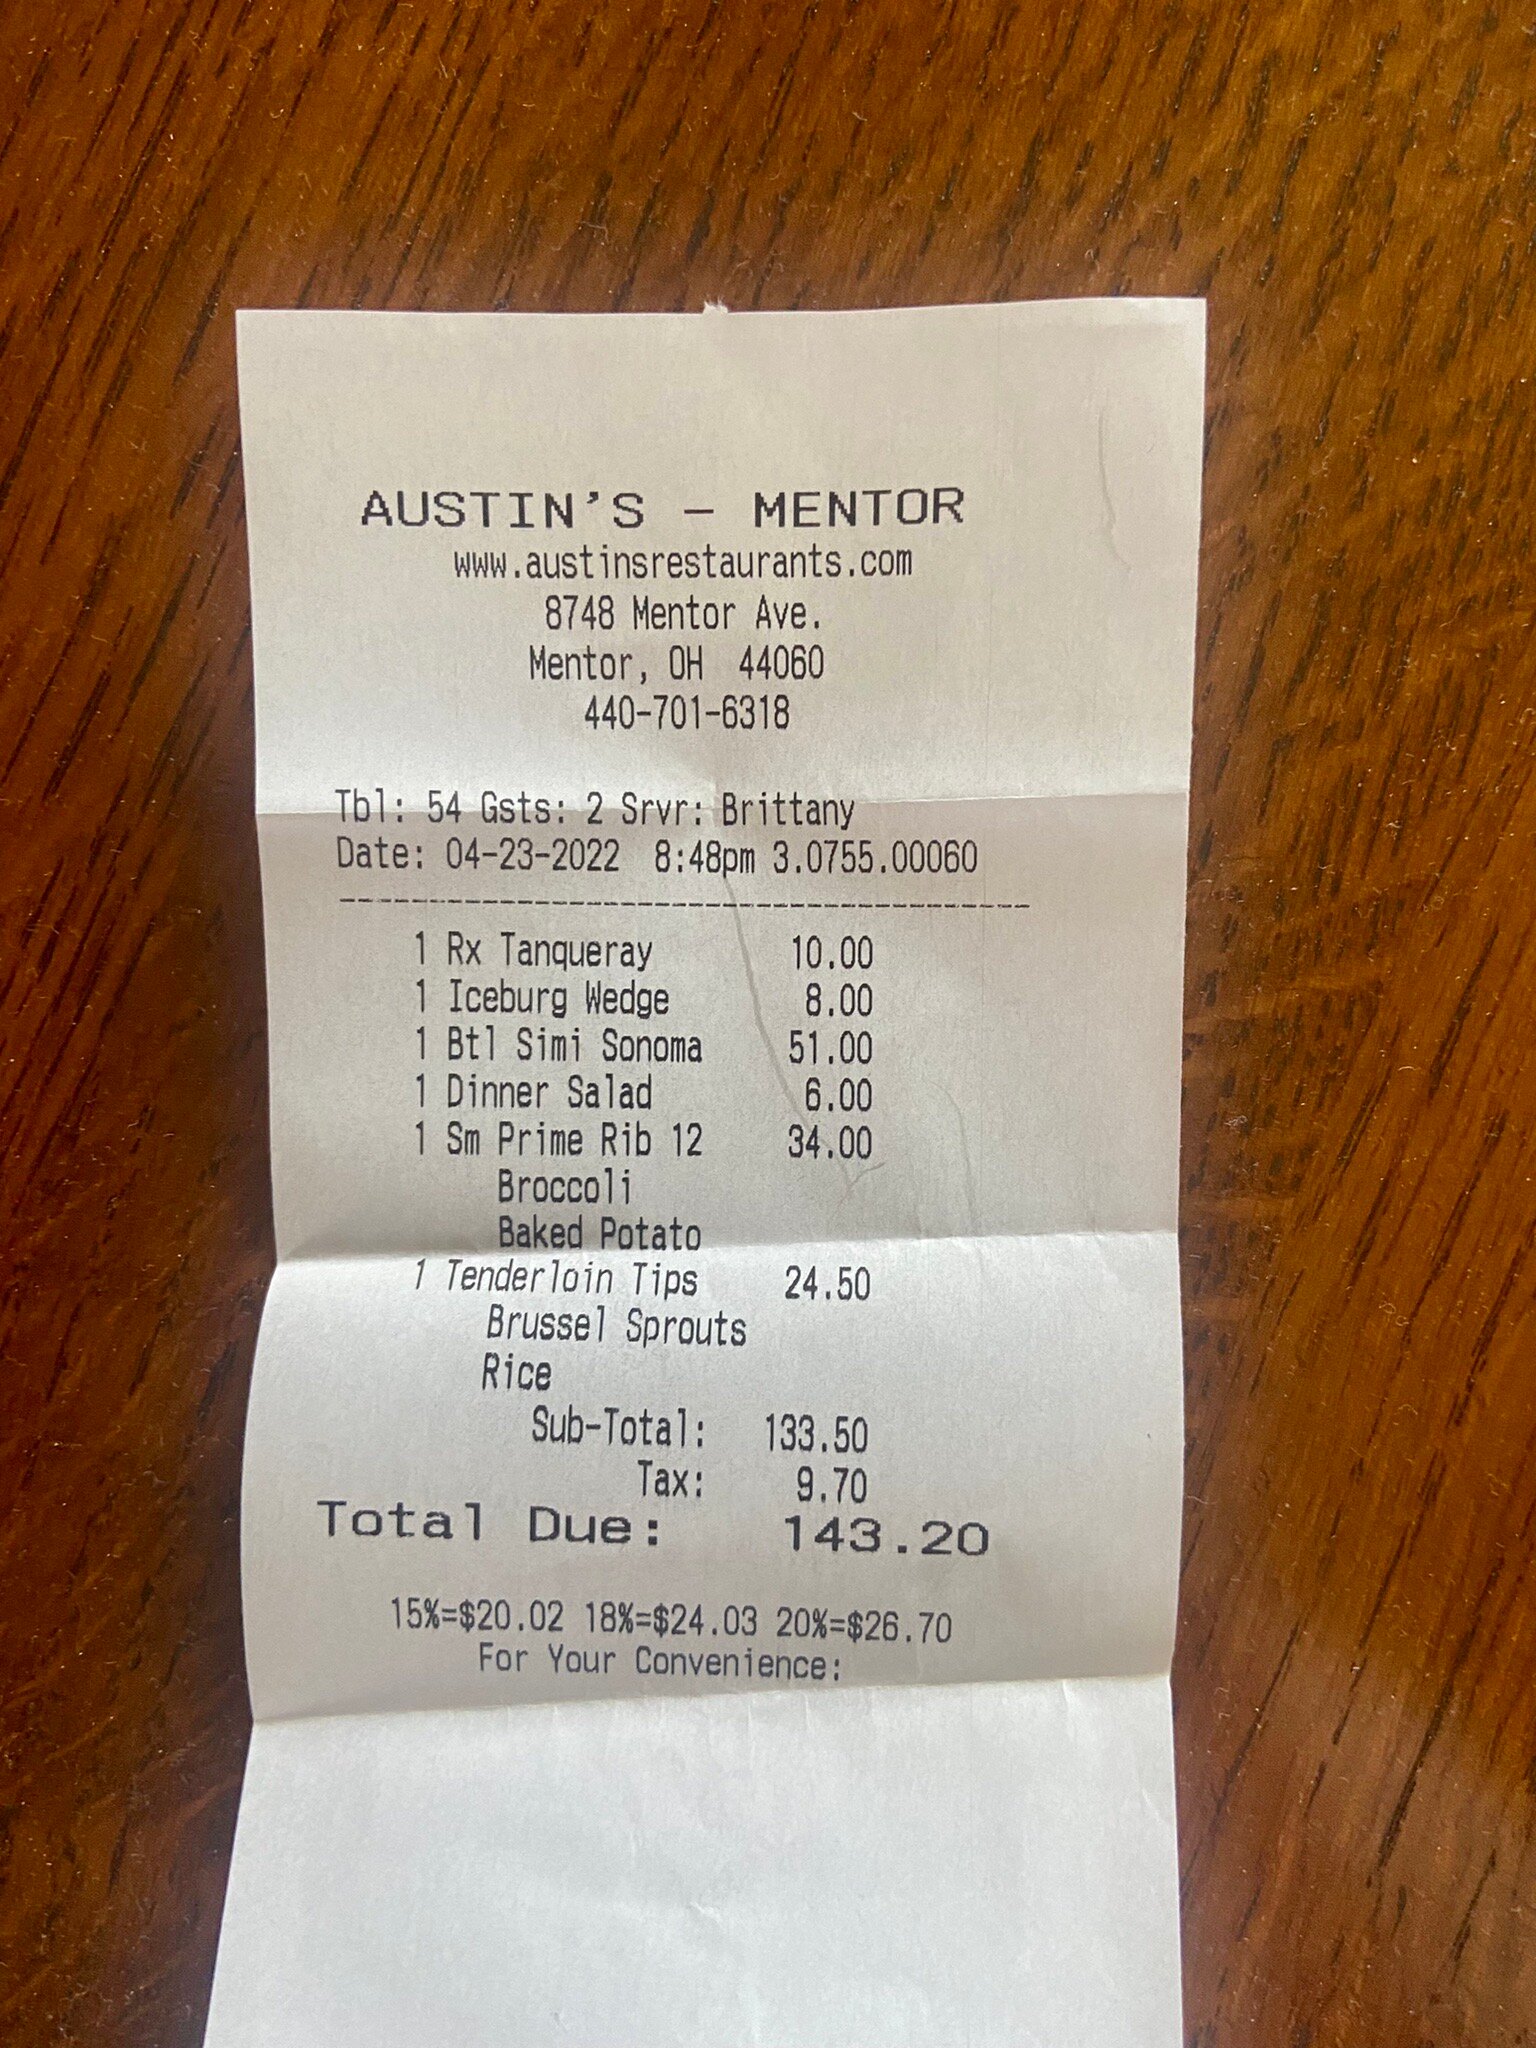 AUSTIN'S – MENTOR
www.austinsrestaurants.com
8748 Mentor Ave.
Mentor, OH 44060
440-701-6318
Tbl: 54 Gsts: 2 Srvr: Brittany
Date: 04-23-2022 8:48pm 3.0755.00060
----------------------------------------
1 Rx Tanqueray 10.00
1 Iceburg Wedge 8.00
1 Btl Simi Sonoma 51.00
1 Dinner Salad 6.00
1 Sm Prime Rib 12 34.00
Broccoli
Baked Potato
1 Tenderloin Tips 24.50
Brussel Sprouts
Rice
Sub-Total: 133.50
Tax: 9.70
Total Due: 143.20
15%=$20.02 18%=$24.03 20%=$26.70
For Your Convenience: